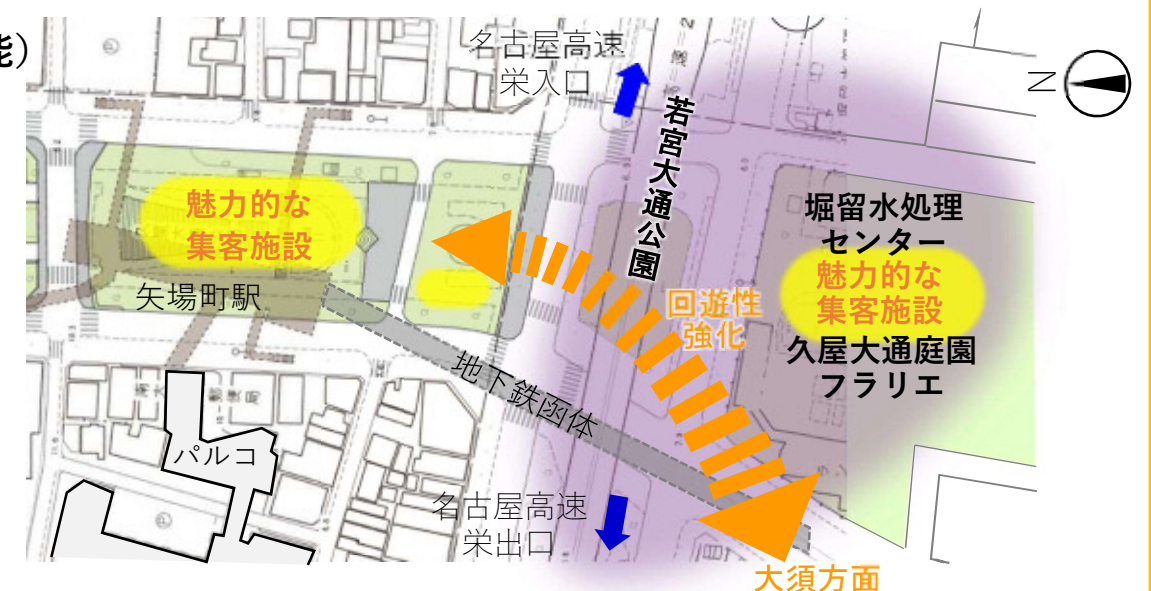 能）
名古屋高速
栄入口
N
若宮大通公園
魅力的な
集客施設
矢場町駅
堀留水処理
センター
魅力的な
集客施設
久屋大通庭園
フラリエ
回遊性
強化
地下鉄函体
パルコ
名古屋高速
栄出口
大須方面